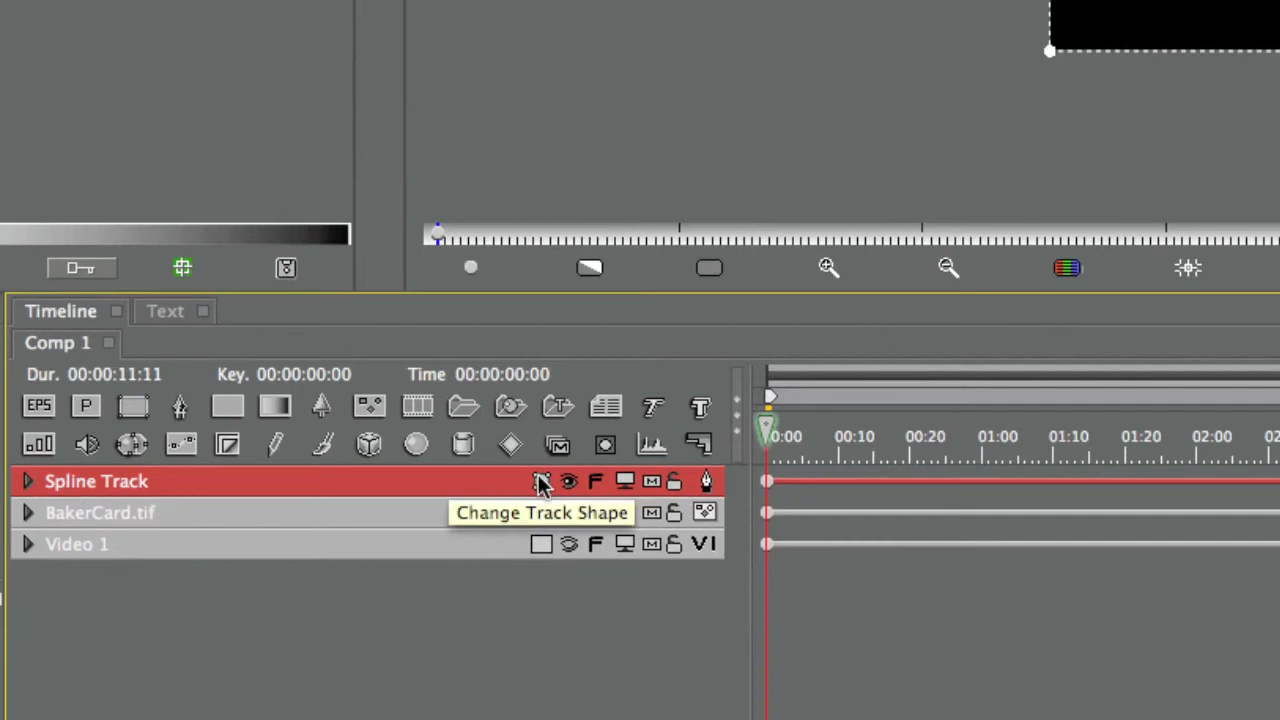 Timeline
Text
Comp 1
Dur. 00:00:11:11 Key. 00:00:00:00 Time 00:00:00:00
EPS P T T
0:00 00:10 00:20 01:00 01:10 01:20 02:00 02
Spline Track F M
Change Track Shape
BakerCard.tif M
Video 1 F M VI